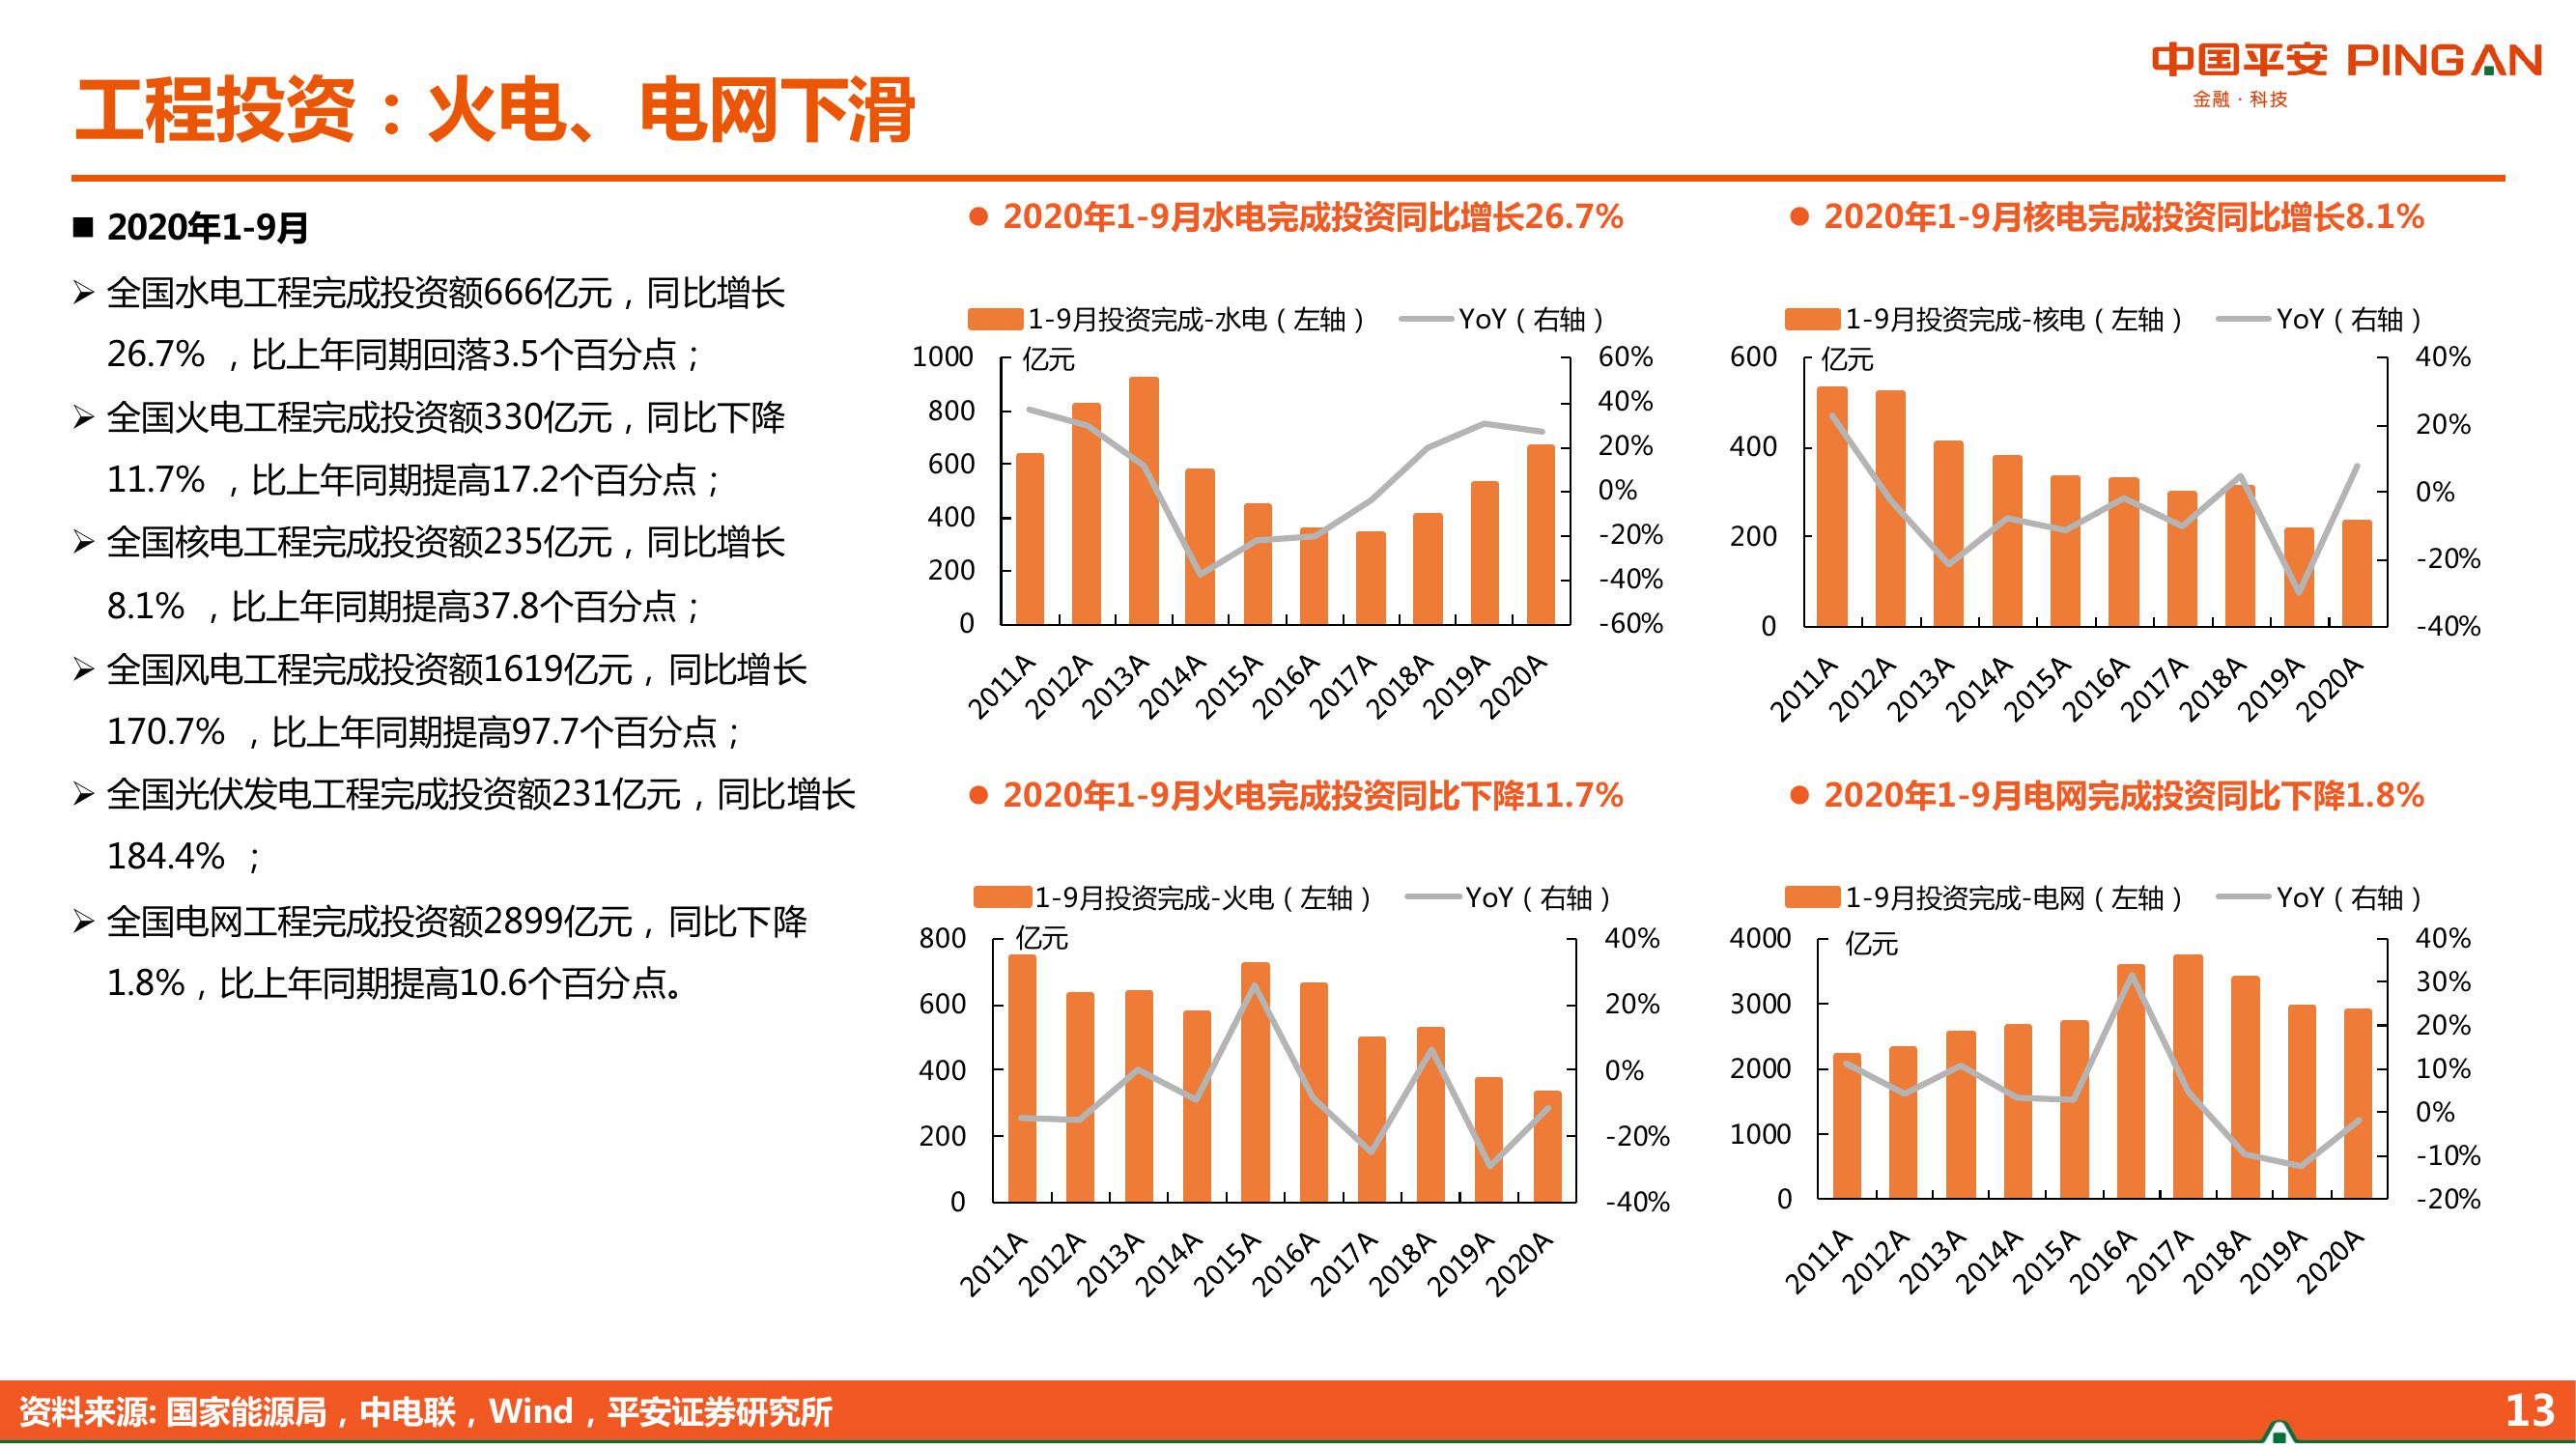 中国平安 PING AN
金融·科技
工程投资：火电、电网下滑
■ 2020年1-9月
➢ 全国水电工程完成投资额666亿元，同比增长
26.7% ，比上年同期回落3.5个百分点；
➢ 全国火电工程完成投资额330亿元，同比下降
11.7% ，比上年同期提高17.2个百分点；
➢ 全国核电工程完成投资额235亿元，同比增长
8.1% ，比上年同期提高37.8个百分点；
➢ 全国风电工程完成投资额1619亿元，同比增长
170.7% ，比上年同期提高97.7个百分点；
➢ 全国光伏发电工程完成投资额231亿元，同比增长
184.4% ；
➢ 全国电网工程完成投资额2899亿元，同比下降
1.8%，比上年同期提高10.6个百分点。
● 2020年1-9月水电完成投资同比增长26.7%
1-9月投资完成-水电（左轴） YoY（右轴）
亿元
1000
800
600
400
200
0
60%
40%
20%
0%
-20%
-40%
-60%
2011A 2012A 2013A 2014A 2015A 2016A 2017A 2018A 2019A 2020A
● 2020年1-9月核电完成投资同比增长8.1%
1-9月投资完成-核电（左轴） YoY（右轴）
亿元
600
400
200
0
40%
20%
0%
-20%
-40%
2011A 2012A 2013A 2014A 2015A 2016A 2017A 2018A 2019A 2020A
● 2020年1-9月火电完成投资同比下降11.7%
1-9月投资完成-火电（左轴） YoY（右轴）
亿元
800
600
400
200
0
40%
20%
0%
-20%
-40%
2011A 2012A 2013A 2014A 2015A 2016A 2017A 2018A 2019A 2020A
● 2020年1-9月电网完成投资同比下降1.8%
1-9月投资完成-电网（左轴） YoY（右轴）
亿元
4000
3000
2000
1000
0
40%
30%
20%
10%
0%
-10%
-20%
2011A 2012A 2013A 2014A 2015A 2016A 2017A 2018A 2019A 2020A
资料来源: 国家能源局，中电联，Wind，平安证券研究所
13